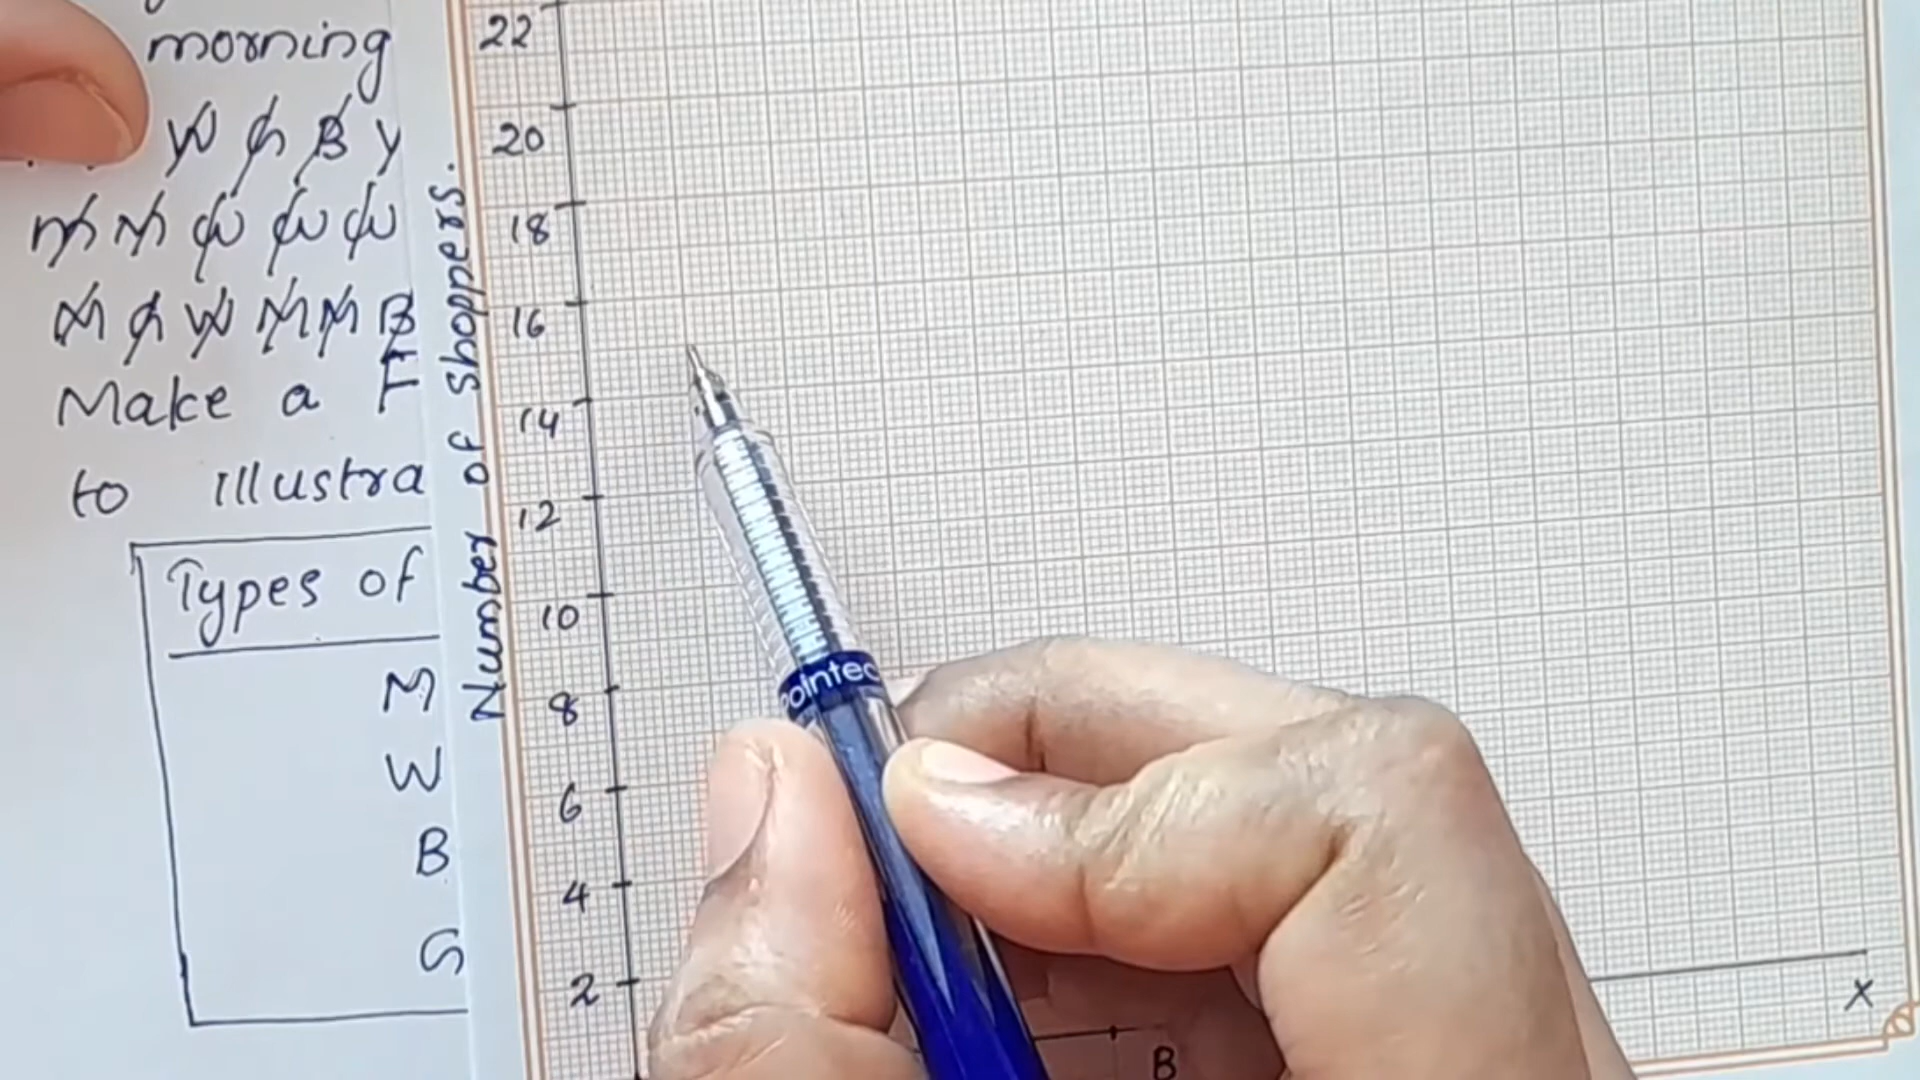 morning
W G B Y
M M W W W
M G W M M B
Make a F
to Illustra
Types of
M
W
B
G
Number of shoppers.
22
20
18
16
14
12
10
8
6
4
2
pointec
B
X